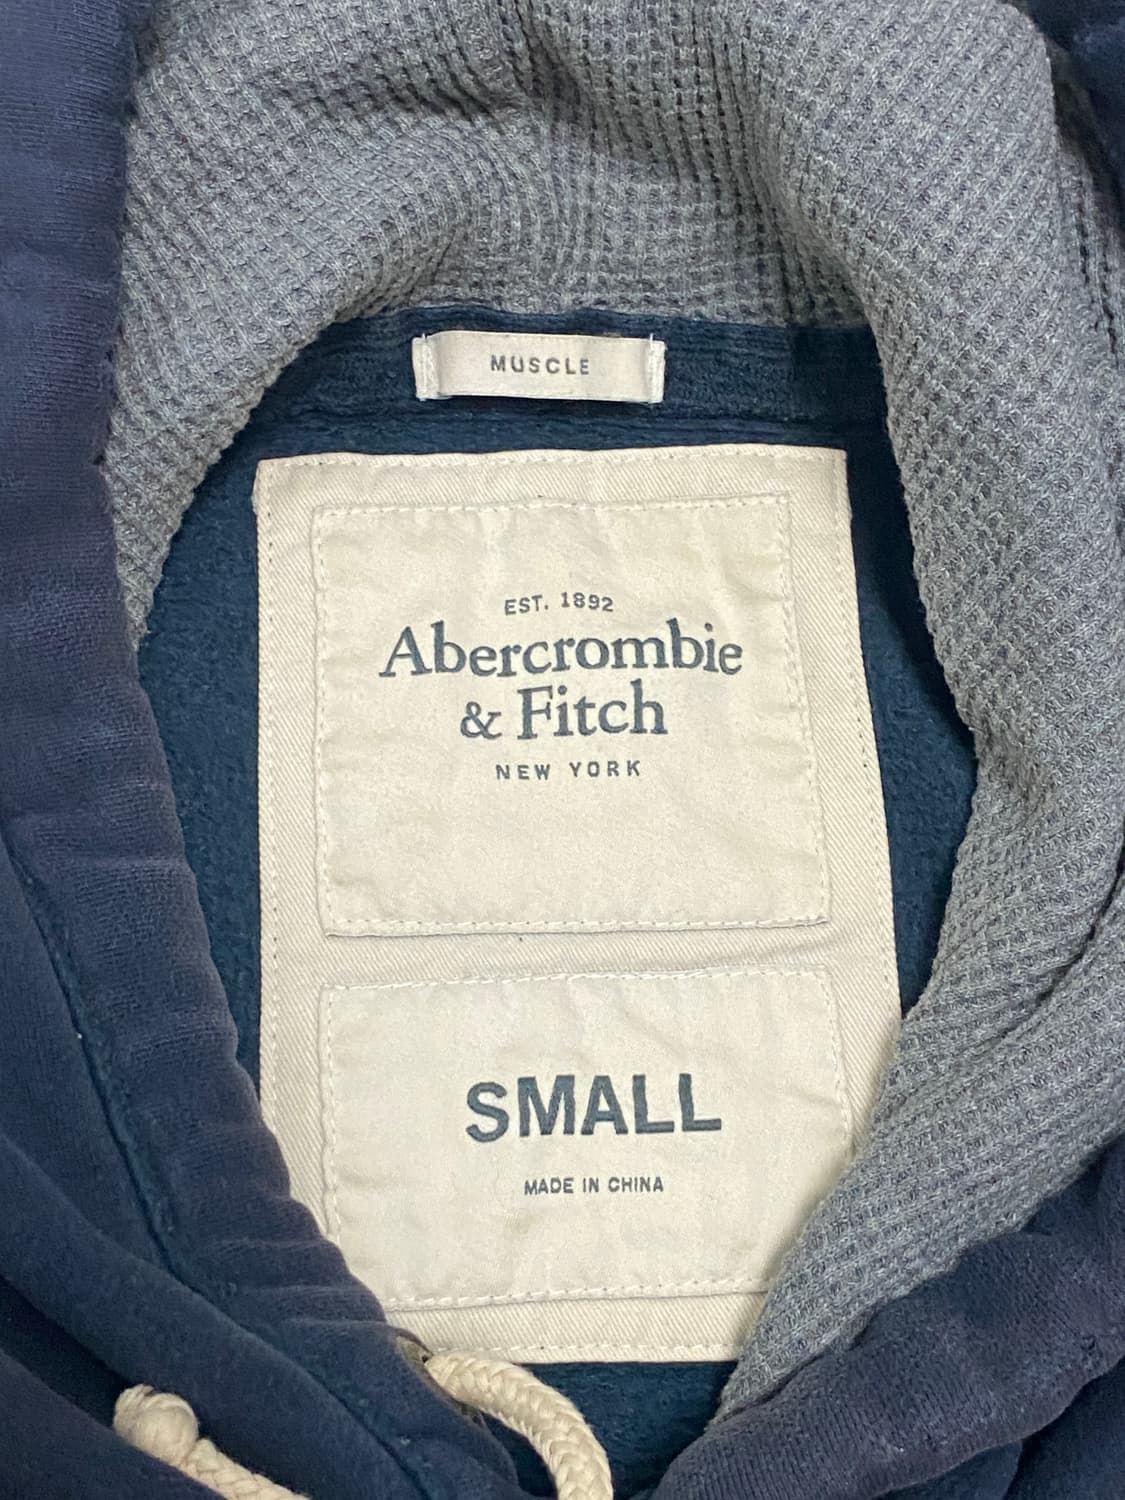 MUSCLE
EST. 1892
Abercrombie
& Fitch
NEW YORK
SMALL
MADE IN CHINA